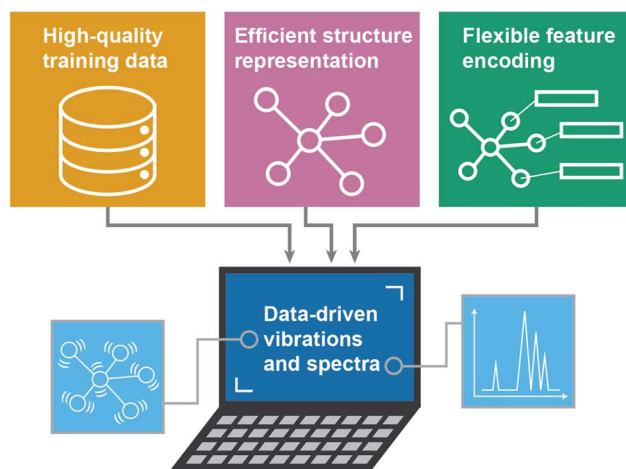 High-quality
training data
Efficient structure
representation
Flexible feature
encoding
Data-driven
vibrations
and spectra